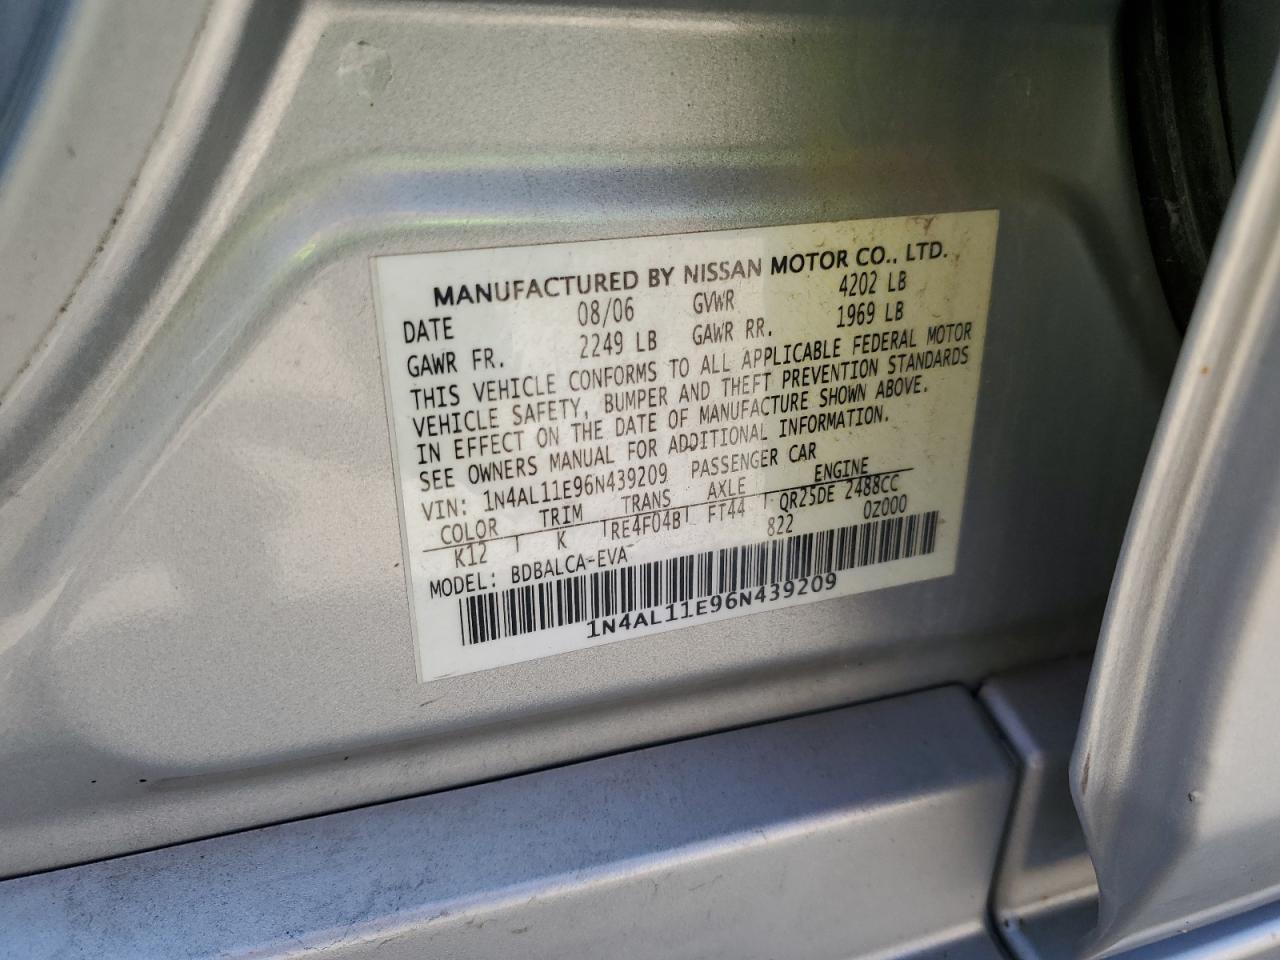 MANUFACTURED BY NISSAN MOTOR CO., LTD.
DATE 08/06 GVWR 4202 LB
GAWR FR. 2249 LB GAWR RR. 1969 LB
THIS VEHICLE CONFORMS TO ALL APPLICABLE FEDERAL MOTOR
VEHICLE SAFETY, BUMPER AND THEFT PREVENTION STANDARDS
IN EFFECT ON THE DATE OF MANUFACTURE SHOWN ABOVE.
SEE OWNERS MANUAL FOR ADDITIONAL INFORMATION.
VIN: 1N4AL11E96N439209 PASSENGER CAR
COLOR TRIM TRANS AXLE ENGINE
K12 K RE4F04B FT44 QR25DE 2488CC
MODEL: BDBALCA-EVA 822 0Z000
1N4AL11E96N439209